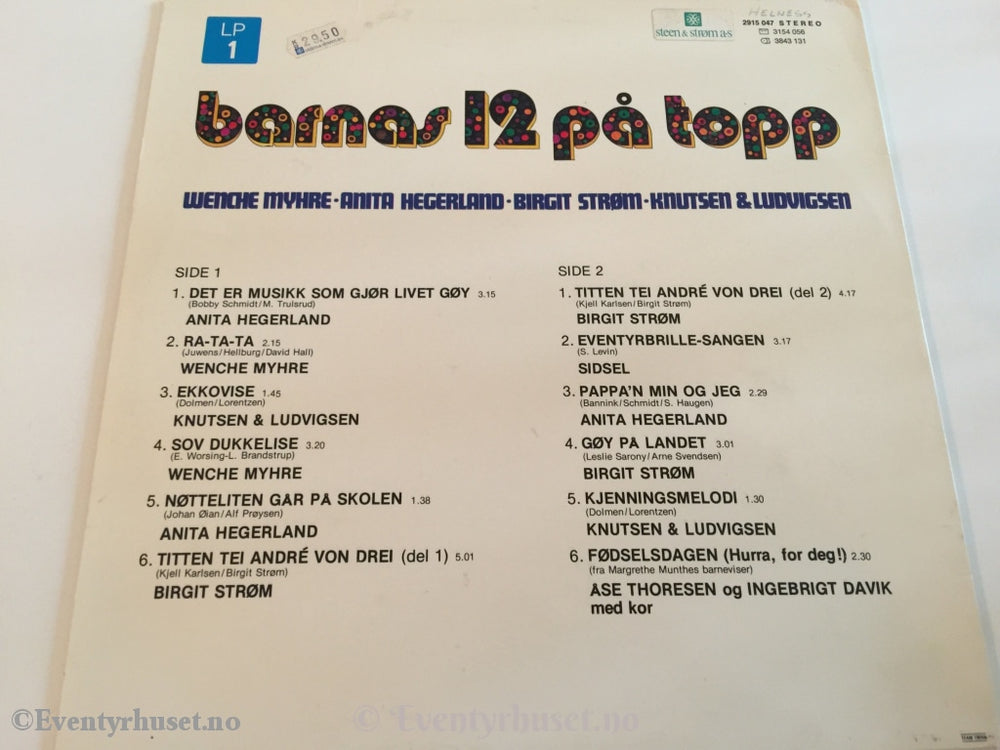 LP
1
2950
steen & strøm a·s
HELNESS
2915 047 STEREO
3154 056
3843 131
barnas 12 på topp
WENCHE MYHRE · ANITA HEGERLAND · BIRGIT STRØM · KNUTSEN & LUDVIGSEN
SIDE 1
1. DET ER MUSIKK SOM GJØR LIVET GØY 3.15
(Bobby Schmidt/M. Trulsrud)
ANITA HEGERLAND
2. RA-TA-TA 2.15
(Juwens/Hellburg/David Hall)
WENCHE MYHRE
3. EKKOVISE 1.45
(Dolmen/Lorentzen)
KNUTSEN & LUDVIGSEN
4. SOV DUKKELISE 3.20
(E. Worsing-L. Brandstrup)
WENCHE MYHRE
5. NØTTELITEN GÅR PÅ SKOLEN 1.38
(Johan Øian/Alf Prøysen)
ANITA HEGERLAND
6. TITTEN TEI ANDRÉ VON DREI (del 1) 5.01
(Kjell Karlsen/Birgit Strøm)
BIRGIT STRØM
SIDE 2
1. TITTEN TEI ANDRÉ VON DREI (del 2) 4.17
(Kjell Karlsen/Birgit Strøm)
BIRGIT STRØM
2. EVENTYRBRILLE-SANGEN 3.17
(S. Levin)
SIDSEL
3. PAPPA'N MIN OG JEG 2.29
(Bannink/Schmidt/S. Haugen)
ANITA HEGERLAND
4. GØY PÅ LANDET 3.01
(Leslie Sarony/Arne Svendsen)
BIRGIT STRØM
5. KJENNINGSMELODI 1.30
(Dolmen/Lorentzen)
KNUTSEN & LUDVIGSEN
6. FØDSELSDAGEN (Hurra, for deg!) 2.30
(fra Margrethe Munthes barneviser)
ÅSE THORESEN og INGEBRIGT DAVIK
med kor
©Eventyrhuset.no
© Eventyrhuset.no